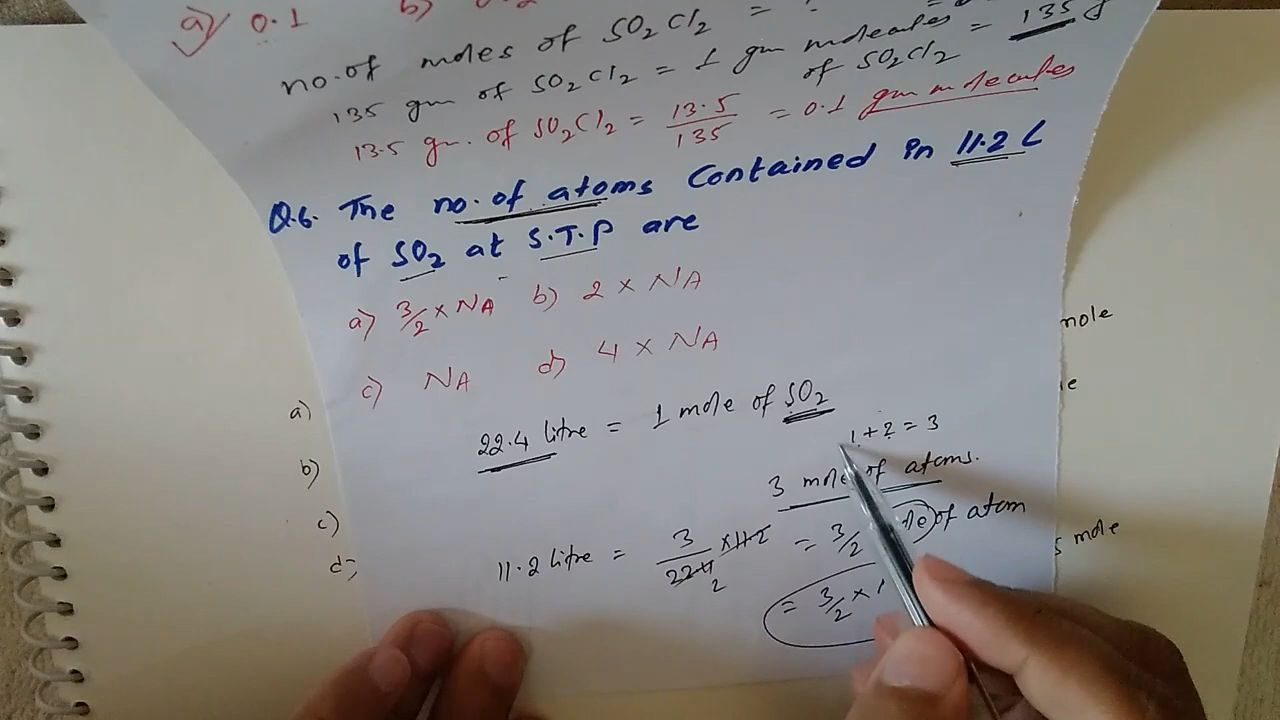 a) 0.1 b)
no. of moles of SO2Cl2 = ?
135 gm of SO2Cl2 = 1 gm molecules of SO2Cl2 = 135 g
13.5 gm. of SO2Cl2 = 13.5/135 = 0.1 gm molecules
Q.6. The no. of atoms Contained in 11.2 L
of SO2 at S.T.P are
a) 3/2 × NA b) 2 × NA
c) NA d) 4 × NA
22.4 litre = 1 mole of SO2
1 + 2 = 3
3 mole of atoms.
11.2 litre = 3/22.4 × 11.2 = 3/2 of atom
2
= 3/2 ×
a)
b)
c)
d)
mole
mole